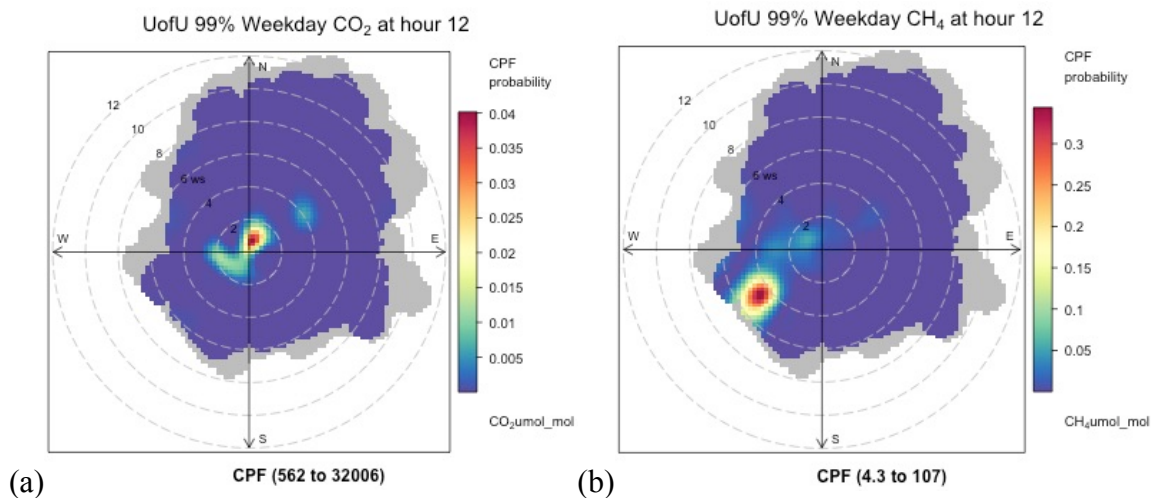 UofU 99% Weekday CO₂ at hour 12
CPF
probability
0.04
0.035
0.03
0.025
0.02
0.015
0.01
0.005
CO₂umol_mol
12
10
8
6 ws
4
2
N
W
E
S
CPF (562 to 32006)
(a)
UofU 99% Weekday CH₄ at hour 12
CPF
probability
0.3
0.25
0.2
0.15
0.1
0.05
CH₄umol_mol
12
10
8
6 ws
4
2
N
W
E
S
CPF (4.3 to 107)
(b)